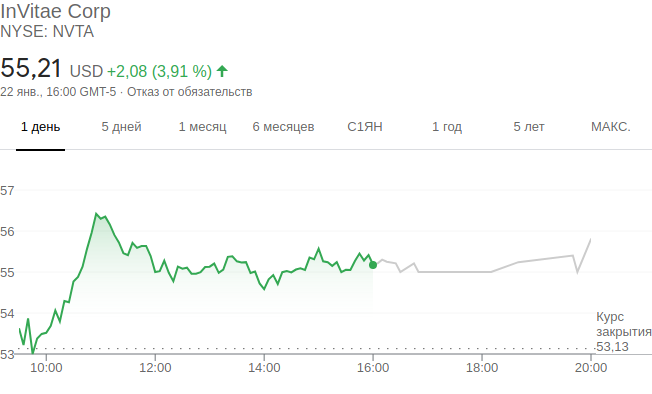 InVitae Corp
NYSE: NVTA
55,21 USD +2,08 (3,91 %)
22 янв., 16:00 GMT-5 · Отказ от обязательств
1 день 5 дней 1 месяц 6 месяцев С1ЯН 1 год 5 лет МАКС.
57
56
55
54
Курс
закрытия
53,13
53
10:00 12:00 14:00 16:00 18:00 20:00